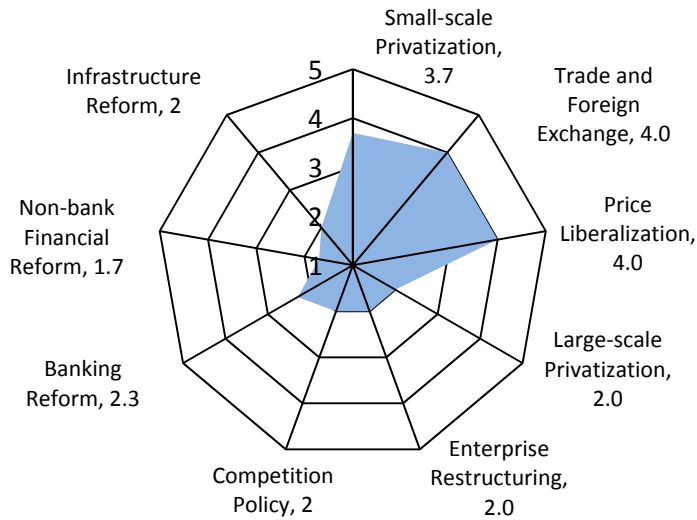 Small-scale
Privatization,
3.7
Trade and
Foreign
Exchange, 4.0
Price
Liberalization,
4.0
Large-scale
Privatization,
2.0
Enterprise
Restructuring,
2.0
Competition
Policy, 2
Banking
Reform, 2.3
Non-bank
Financial
Reform, 1.7
Infrastructure
Reform, 2
5
4
3
2
1